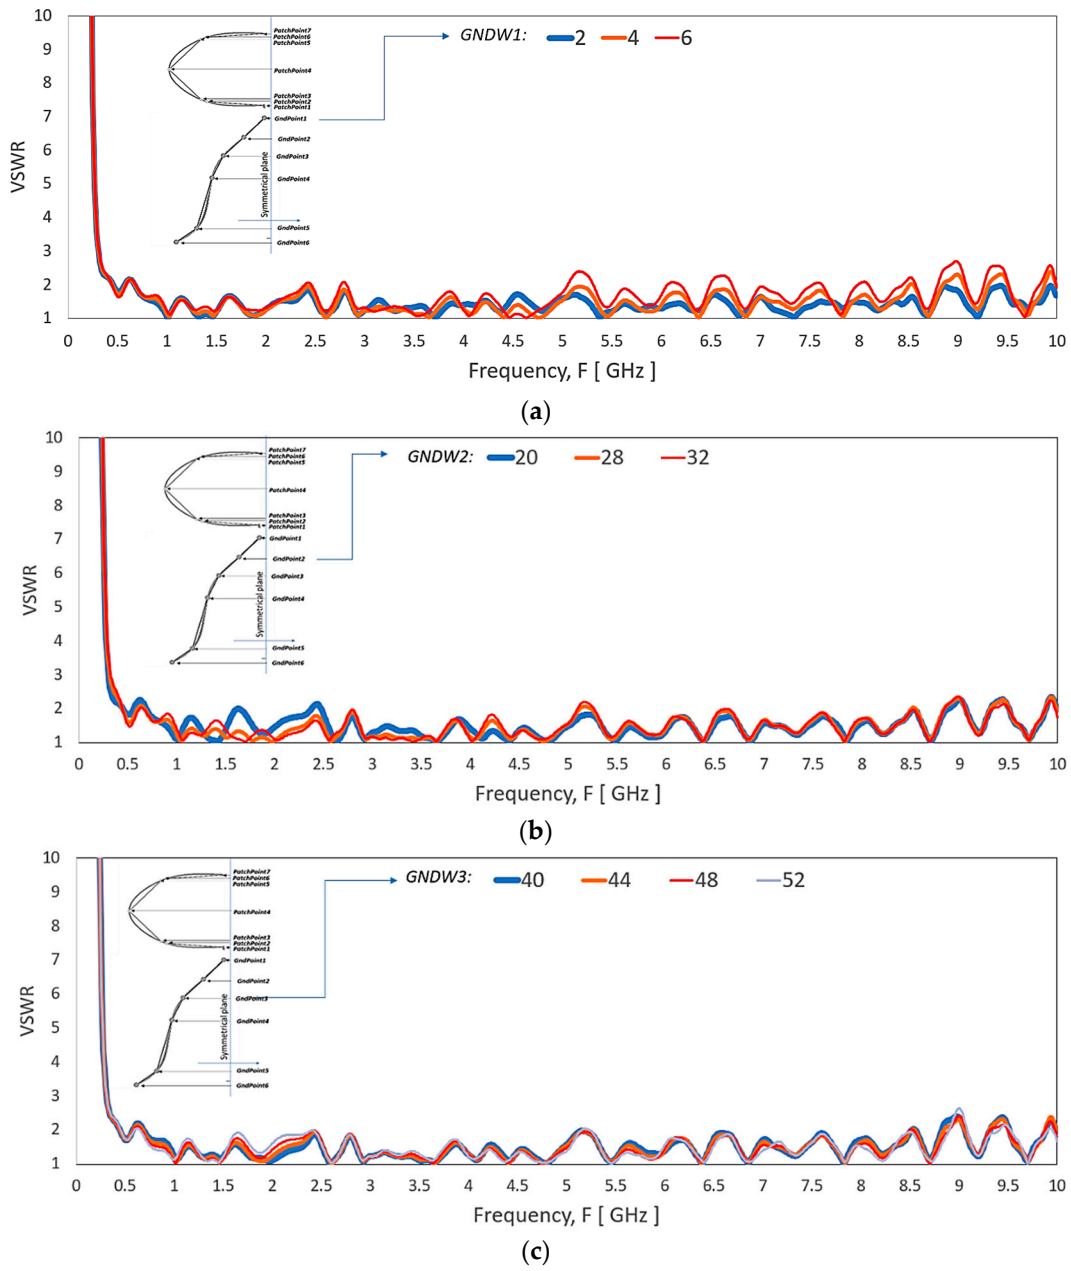 10
9
8
7
6
5
4
3
2
1
VSWR
GNDW1: 2 4 6
PatchPoint7
PatchPoint6
PatchPoint5
PatchPoint4
PatchPoint3
PatchPoint2
PatchPoint1
GndPoint1
GndPoint2
GndPoint3
GndPoint4
GndPoint5
GndPoint6
Symmetrical plane
0 0.5 1 1.5 2 2.5 3 3.5 4 4.5 5 5.5 6 6.5 7 7.5 8 8.5 9 9.5 10
Frequency, F [ GHz ]
(a)
10
9
8
7
6
5
4
3
2
1
VSWR
GNDW2: 20 28 32
PatchPoint7
PatchPoint6
PatchPoint5
PatchPoint4
PatchPoint3
PatchPoint2
PatchPoint1
GndPoint1
GndPoint2
GndPoint3
GndPoint4
GndPoint5
GndPoint6
Symmetrical plane
0 0.5 1 1.5 2 2.5 3 3.5 4 4.5 5 5.5 6 6.5 7 7.5 8 8.5 9 9.5 10
Frequency, F [ GHz ]
(b)
10
9
8
7
6
5
4
3
2
1
VSWR
GNDW3: 40 44 48 52
PatchPoint7
PatchPoint6
PatchPoint5
PatchPoint4
PatchPoint3
PatchPoint2
PatchPoint1
GndPoint1
GndPoint2
GndPoint3
GndPoint4
GndPoint5
GndPoint6
Symmetrical plane
0 0.5 1 1.5 2 2.5 3 3.5 4 4.5 5 5.5 6 6.5 7 7.5 8 8.5 9 9.5 10
Frequency, F [ GHz ]
(c)